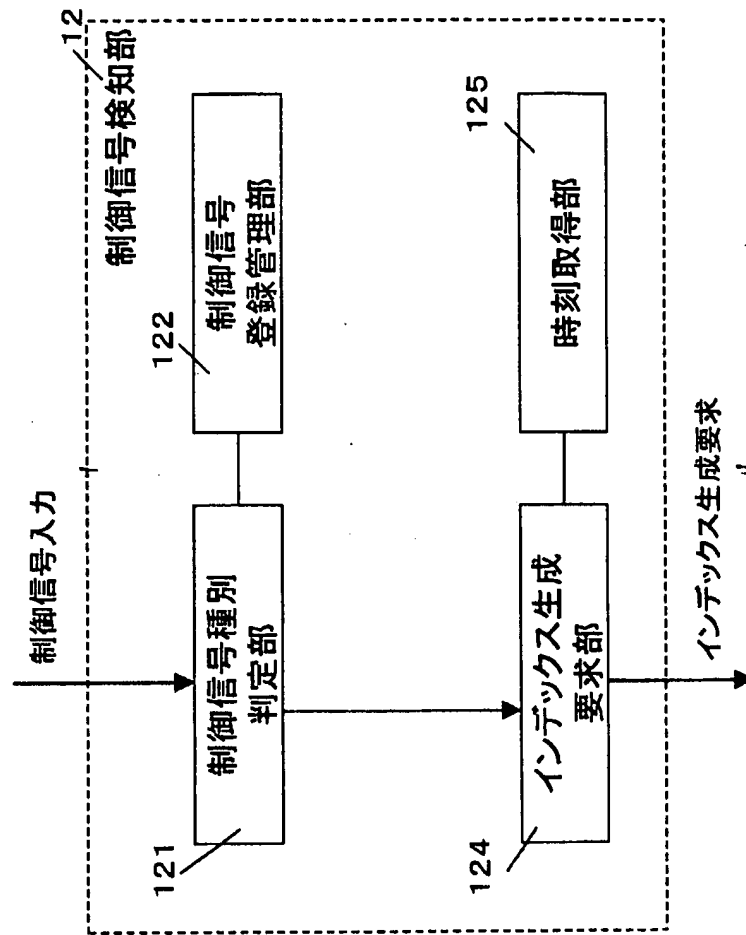 制御信号入力
12
制御信号検知部
121
制御信号種別
判定部
122
制御信号
登録管理部
124
インデックス生成
要求部
125
時刻取得部
インデックス生成要求